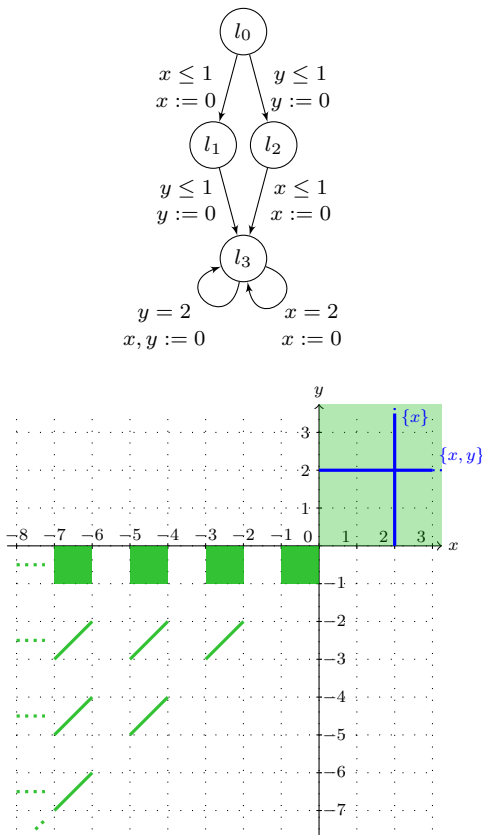 l₀
x ≤ 1 y ≤ 1
x := 0 y := 0
l₁ l₂
y ≤ 1 x ≤ 1
y := 0 x := 0
l₃
y = 2 x = 2
x, y := 0 x := 0
y
3 {x}
2 {x, y}
1
−8 −7 −6 −5 −4 −3 −2 −1 0 1 2 3 x
−1
−2
−3
−4
−5
−6
−7